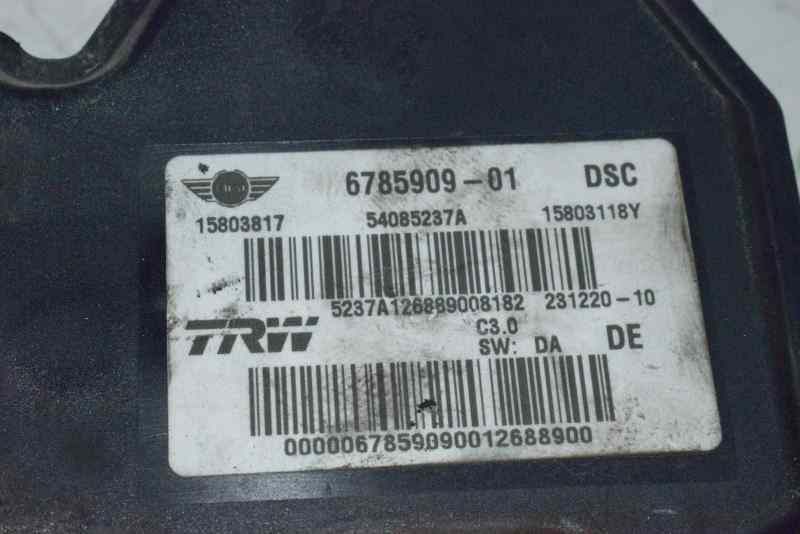 6785909-01 DSC
15803817 54085237A 15803118Y
5237A126889008182 231220-10
TRW C3.0 DE
SW: DA
0000067859090012688900